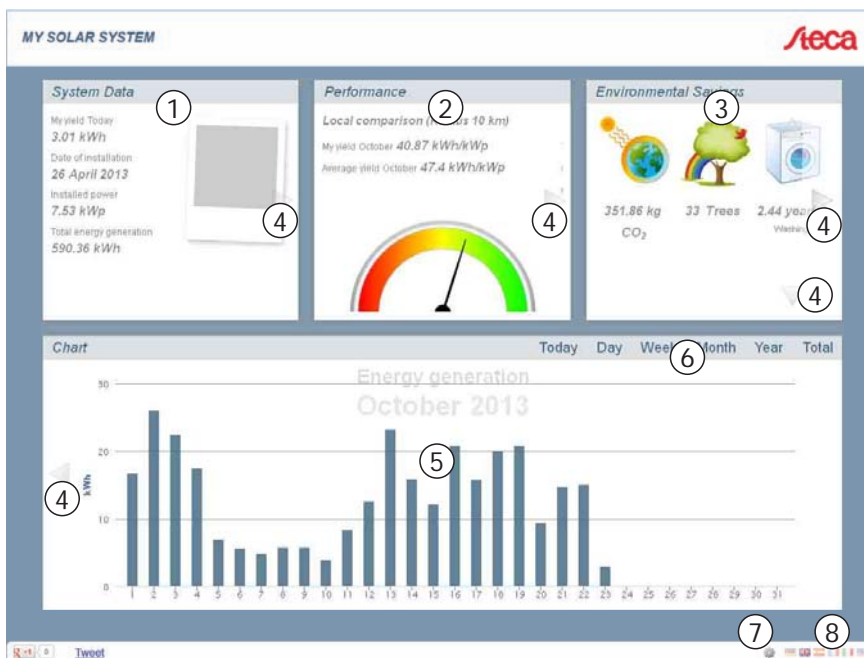 MY SOLAR SYSTEM
Steca
System Data
1
My yield Today
3.01 kWh
Date of installation
26 April 2013
Installed power
7.53 kWp
Total energy generation
590.36 kWh
4
Performance
2
Local comparison 10 km)
My yield October 40.87 kWh/kWp
Average yield October 47.4 kWh/kWp
4
Environmental Savings
3
351.86 kg
CO₂
33 Trees
2.44
4
4
Chart
Today Day Month Year Total
6
Energy generation
October 2013
kWh
30
20
10
0
4
5
1 2 3 4 5 6 7 8 9 10 11 12 13 14 15 16 17 18 19 20 21 22 23 24 25 26 27 28 29 30 31
7
8
+1
0
Tweet